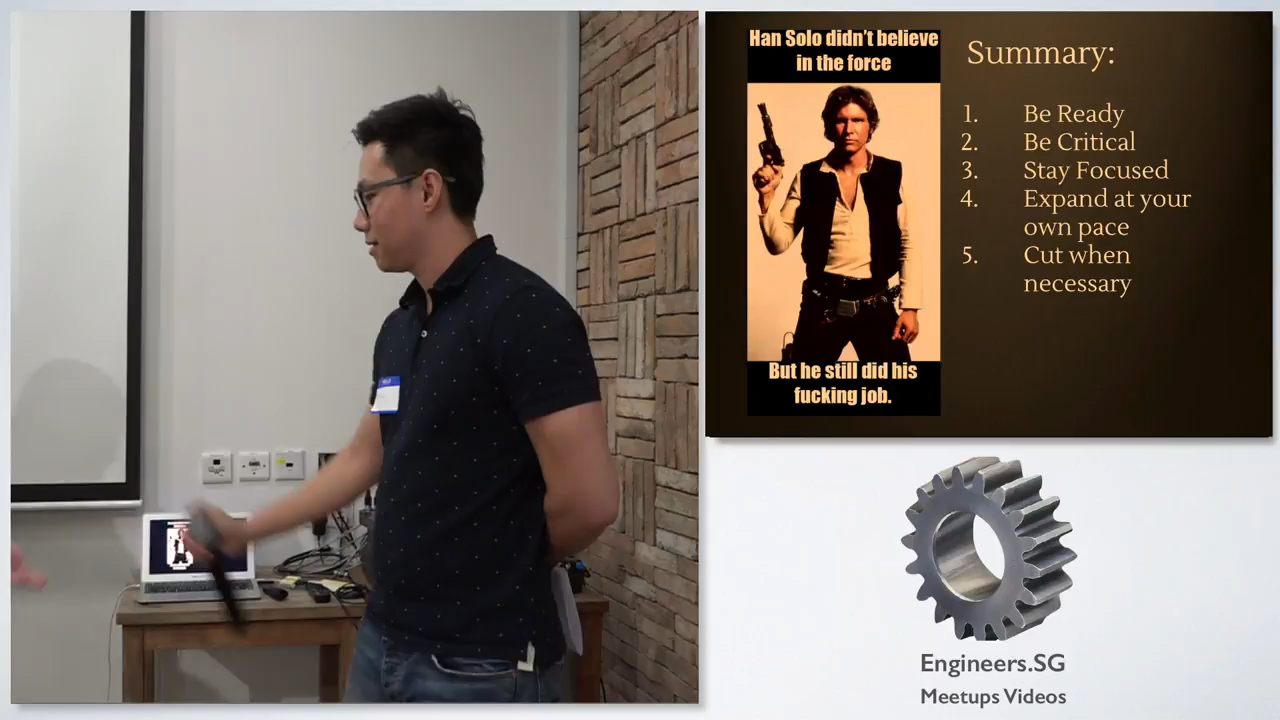 Han Solo didn't believe
in the force
But he still did his
fucking job.
Summary:
1. Be Ready
2. Be Critical
3. Stay Focused
4. Expand at your
own pace
5. Cut when
necessary
Engineers.SG
Meetups Videos